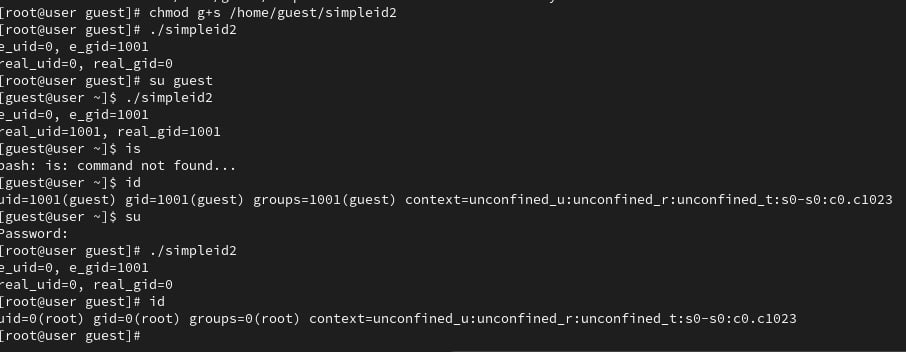 [root@user guest]# chmod g+s /home/guest/simpleid2
[root@user guest]# ./simpleid2
e_uid=0, e_gid=1001
real_uid=0, real_gid=0
[root@user guest]# su guest
[guest@user ~]$ ./simpleid2
e_uid=0, e_gid=1001
real_uid=1001, real_gid=1001
[guest@user ~]$ is
bash: is: command not found...
[guest@user ~]$ id
uid=1001(guest) gid=1001(guest) groups=1001(guest) context=unconfined_u:unconfined_r:unconfined_t:s0-s0:c0.c1023
[guest@user ~]$ su
Password:
[root@user guest]# ./simpleid2
e_uid=0, e_gid=1001
real_uid=0, real_gid=0
[root@user guest]# id
uid=0(root) gid=0(root) groups=0(root) context=unconfined_u:unconfined_r:unconfined_t:s0-s0:c0.c1023
[root@user guest]#